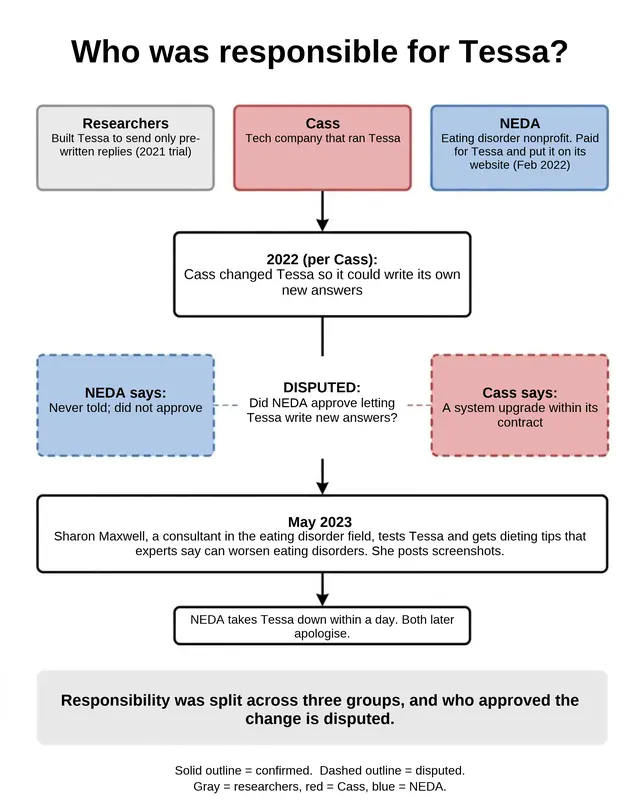 Who was responsible for Tessa?
Researchers
Built Tessa to send only pre-
written replies (2021 trial)
Cass
Tech company that ran Tessa
NEDA
Eating disorder nonprofit. Paid
for Tessa and put it on its
website (Feb 2022)
2022 (per Cass):
Cass changed Tessa so it could write its own
new answers
NEDA says:
Never told; did not approve
DISPUTED:
Did NEDA approve letting
Tessa write new answers?
Cass says:
A system upgrade within its
contract
May 2023
Sharon Maxwell, a consultant in the eating disorder field, tests Tessa and gets dieting tips that
experts say can worsen eating disorders. She posts screenshots.
NEDA takes Tessa down within a day. Both later
apologise.
Responsibility was split across three groups, and who approved the
change is disputed.
Solid outline = confirmed.  Dashed outline = disputed.
Gray = researchers, red = Cass, blue = NEDA.